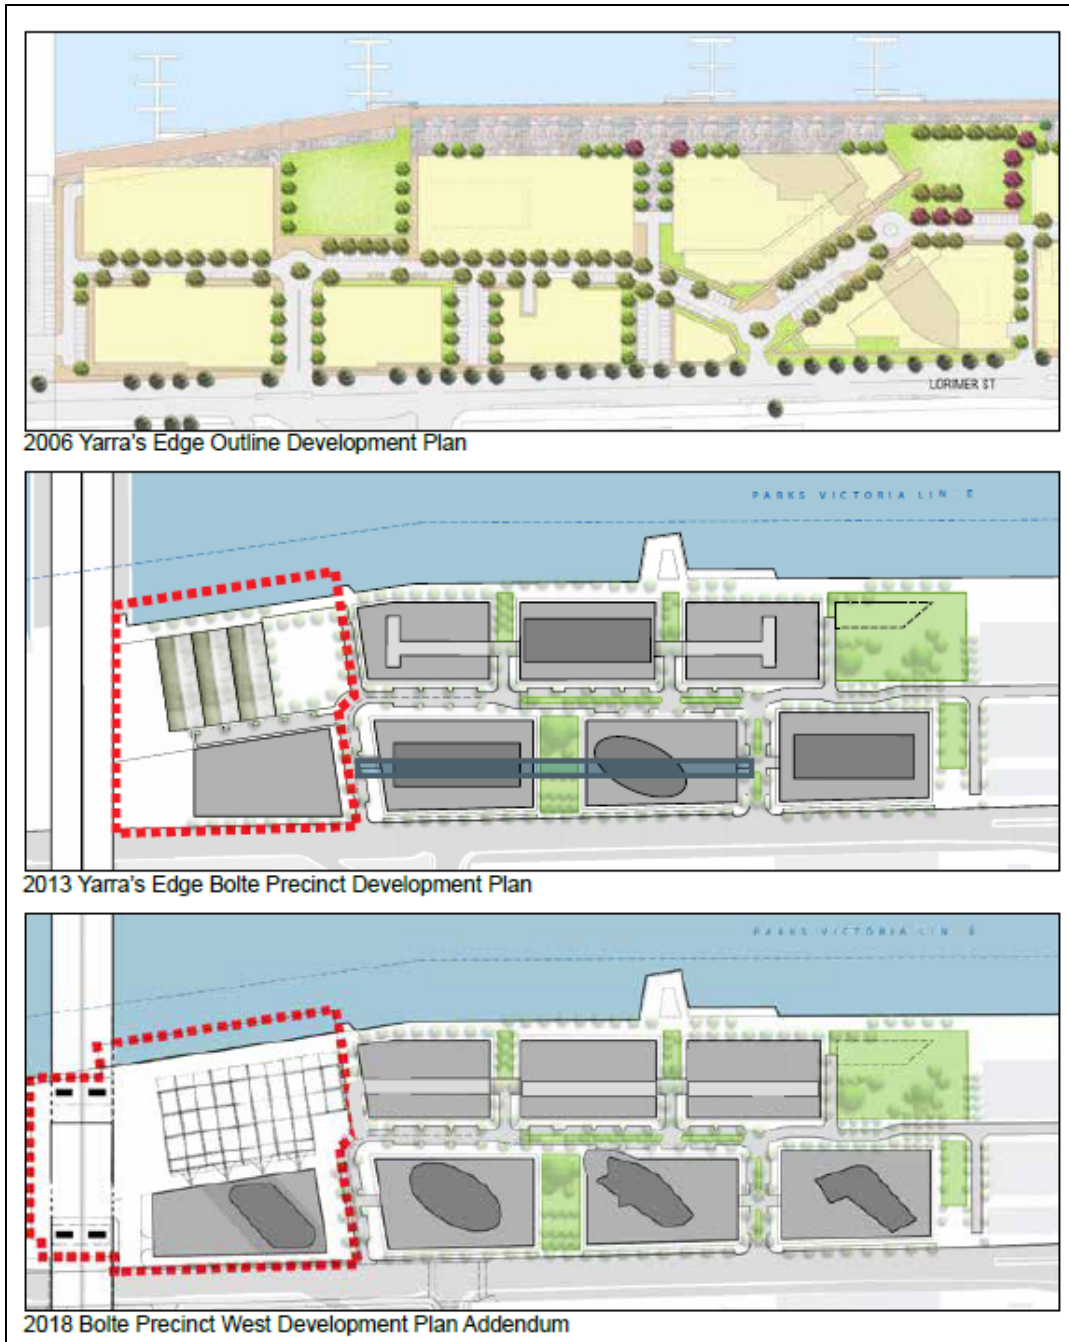 LORIMER ST
2006 Yarra's Edge Outline Development Plan
PARKS VICTORIA LINE
2013 Yarra's Edge Bolte Precinct Development Plan
PARKS VICTORIA LINE
2018 Bolte Precinct West Development Plan Addendum